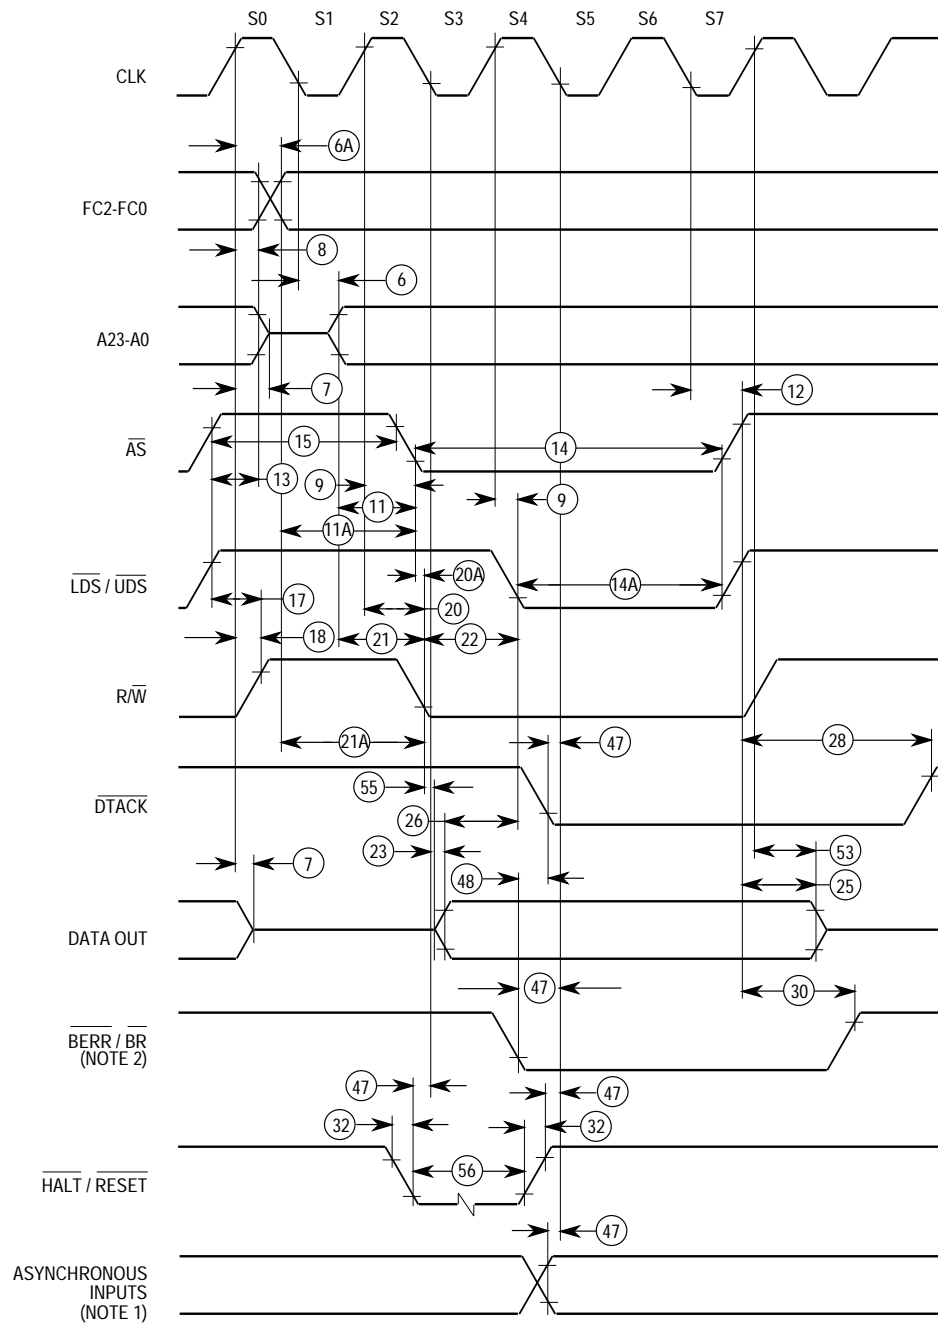 S0 S1 S2 S3 S4 S5 S6 S7
CLK
6A
FC2-FC0
8
6
A23-A0
7
12
AS
15
14
13
9
11
9
11A
LDS / UDS
20A
14A
17
20
18
21
22
R/W
21A
47
28
DTACK
55
26
23
53
7
48
25
DATA OUT
47
30
BERR / BR
(NOTE 2)
47
47
32
32
HALT / RESET
56
47
ASYNCHRONOUS
INPUTS
(NOTE 1)